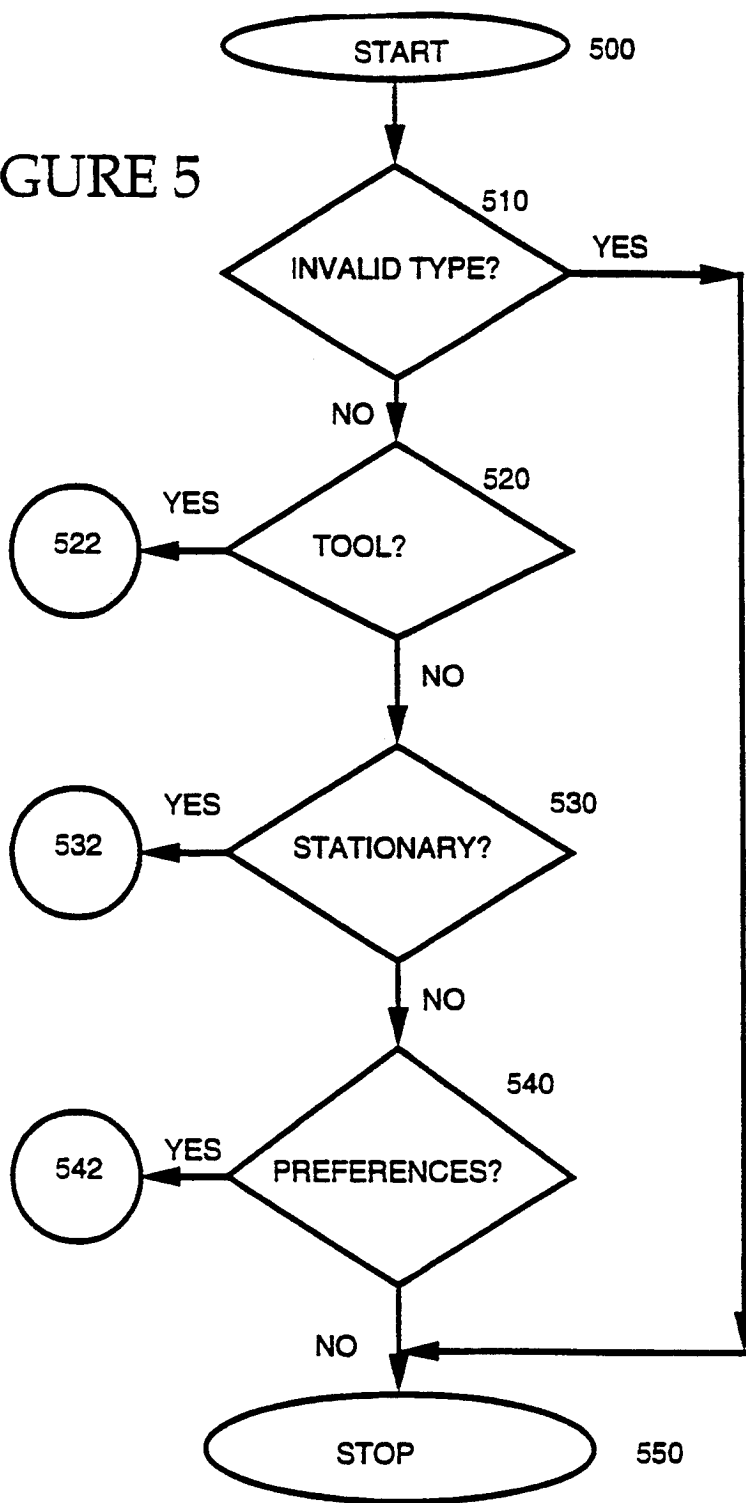 START 500
GURE 5
510
INVALID TYPE?
YES
NO
520
YES
522
TOOL?
NO
530
YES
532
STATIONARY?
NO
540
YES
542
PREFERENCES?
NO
STOP 550